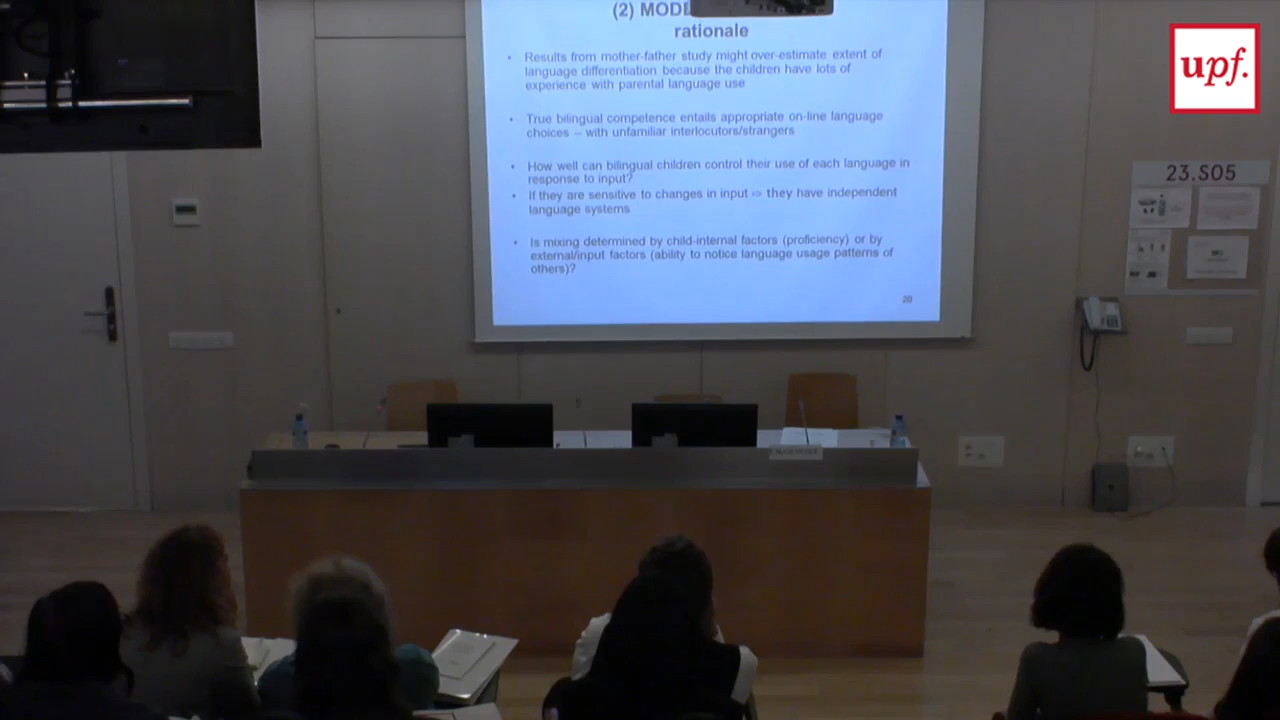 (2) MOD
rationale
• Results from mother-father study might over-estimate extent of
language differentiation because the children have lots of
experience with parental language use
• True bilingual competence entails appropriate on-line language
choices – with unfamiliar interlocutors/strangers
• How well can bilingual children control their use of each language in
response to input?
• If they are sensitive to changes in input ⇨ they have independent
language systems
• Is mixing determined by child-internal factors (proficiency) or by
external/input factors (ability to notice language usage patterns of
others)?
20
upf.
23.S05